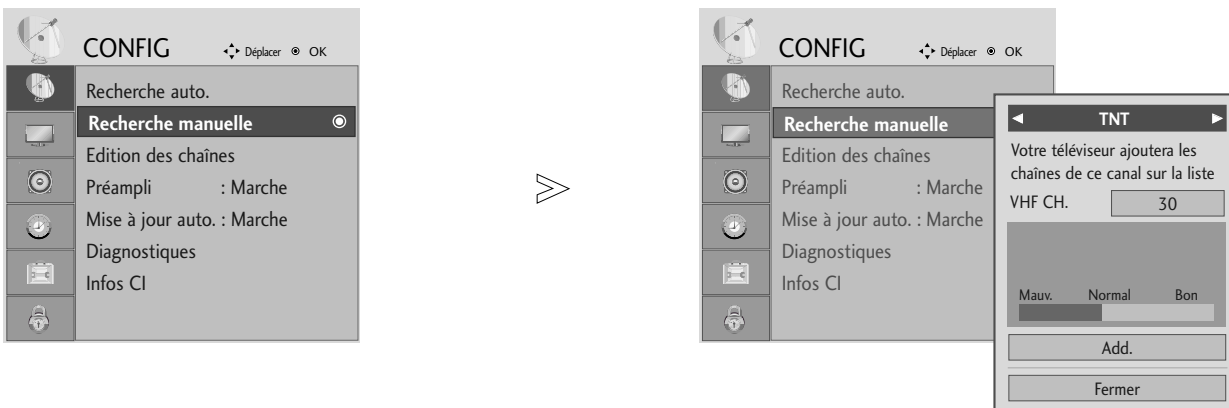 CONFIG
Déplacer OK
Recherche auto.
Recherche manuelle
Edition des chaînes
Préampli : Marche
Mise à jour auto. : Marche
Diagnostiques
Infos CI
CONFIG
Déplacer OK
Recherche auto.
Recherche manuelle
Edition des chaînes
Préampli : Marche
Mise à jour auto. : Marche
Diagnostiques
Infos CI
TNT
Votre téléviseur ajoutera les
chaînes de ce canal sur la liste
VHF CH. 30
Mauv. Normal Bon
Add.
Fermer